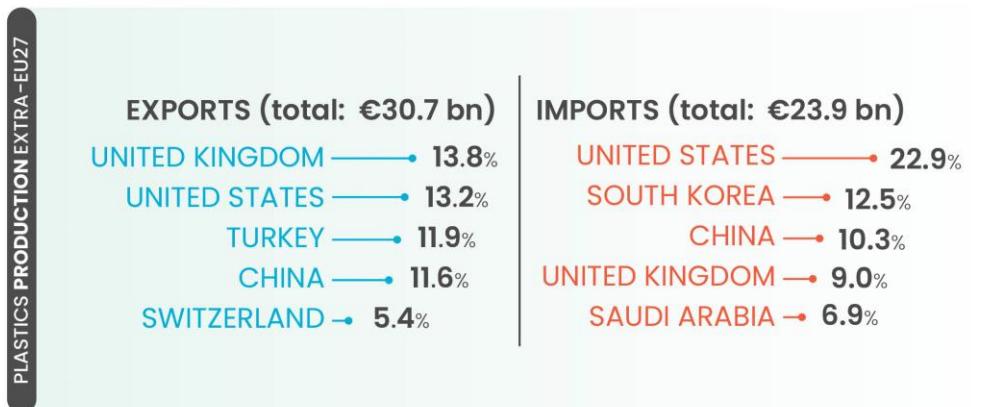 PLASTICS PRODUCTION EXTRA-EU27
EXPORTS (total: €30.7 bn)
UNITED KINGDOM 13.8%
UNITED STATES 13.2%
TURKEY 11.9%
CHINA 11.6%
SWITZERLAND 5.4%
IMPORTS (total: €23.9 bn)
UNITED STATES 22.9%
SOUTH KOREA 12.5%
CHINA 10.3%
UNITED KINGDOM 9.0%
SAUDI ARABIA 6.9%